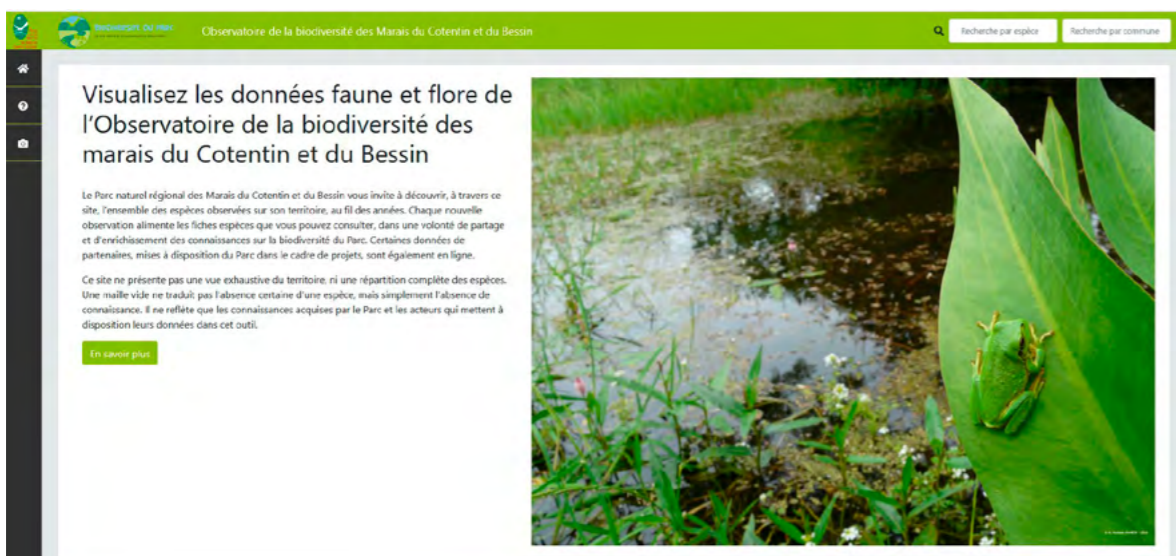 Observatoire de la biodiversité des Marais du Cotentin et du Bessin
Recherche par espèce
Recherche par commune
Visualisez les données faune et flore de
l'Observatoire de la biodiversité des
marais du Cotentin et du Bessin
Le Parc naturel régional des Marais du Cotentin et du Bessin vous invite à découvrir, à travers ce
site, l'ensemble des espèces observées sur son territoire, au fil des années. Chaque nouvelle
observation alimente les fiches espèces que vous pouvez consulter, dans une volonté de partage
et d'enrichissement des connaissances sur la biodiversité du Parc. Certaines données de
partenaires, mises à disposition du Parc dans le cadre de projets, sont également en ligne.
Ce site ne présente pas une vue exhaustive du territoire, ni une répartition complète des espèces.
Une maille vide ne traduit pas l'absence certaine d'une espèce, mais simplement l'absence de
connaissance. Il ne reflète que les connaissances acquises par le Parc et les acteurs qui mettent à
disposition leurs données dans cet outil.
En savoir plus